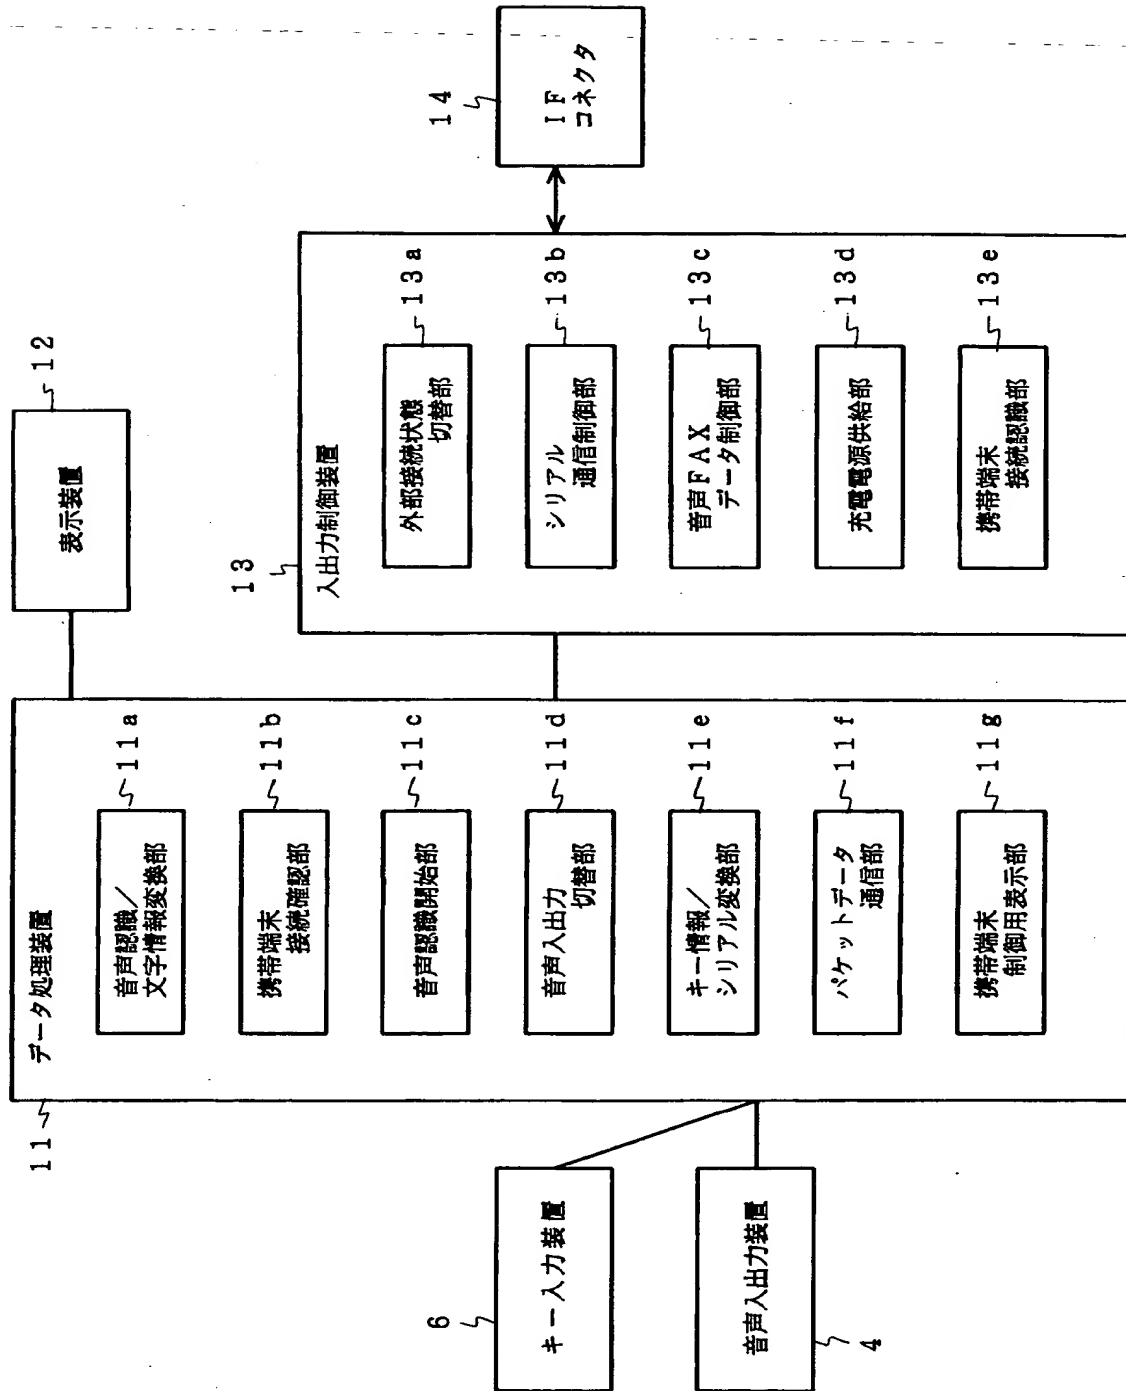 12
表示装置
11
データ処理装置
音声認識／
文字情報変換部
11a
携帯端末
接続確認部
11b
音声認識開始部
11c
音声入出力
切替部
11d
キー情報／
シリアル変換部
11e
パケットデータ
通信部
11f
携帯端末
制御用表示部
11g
13
入出力制御装置
外部接続状態
切替部
13a
シリアル
通信制御部
13b
音声FAX
データ制御部
13c
充電電源供給部
13d
携帯端末
接続認識部
13e
14
IF
コネクタ
6
キー入力装置
音声入出力装置
4